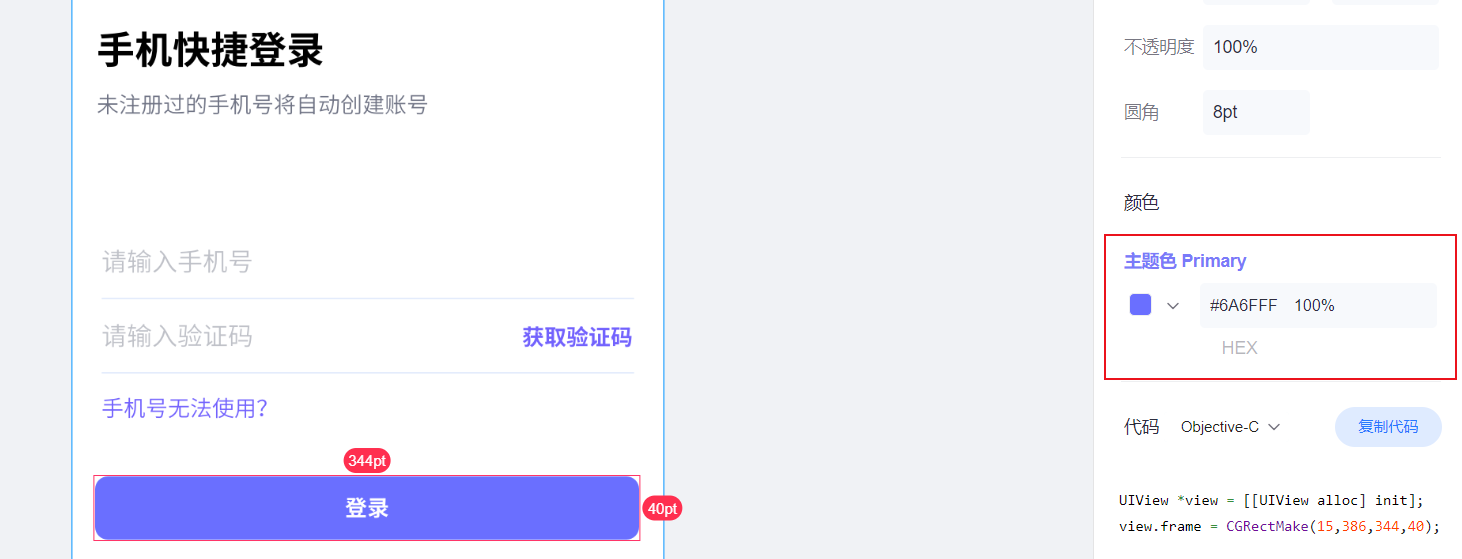 手机快捷登录
未注册过的手机号将自动创建账号
请输入手机号
请输入验证码 获取验证码
手机号无法使用?
344pt
登录
40pt
不透明度 100%
圆角 8pt
颜色
主题色 Primary
#6A6FFF 100%
HEX
代码 Objective-C 复制代码
UIView *view = [[UIView alloc] init];
view.frame = CGRectMake(15,386,344,40);